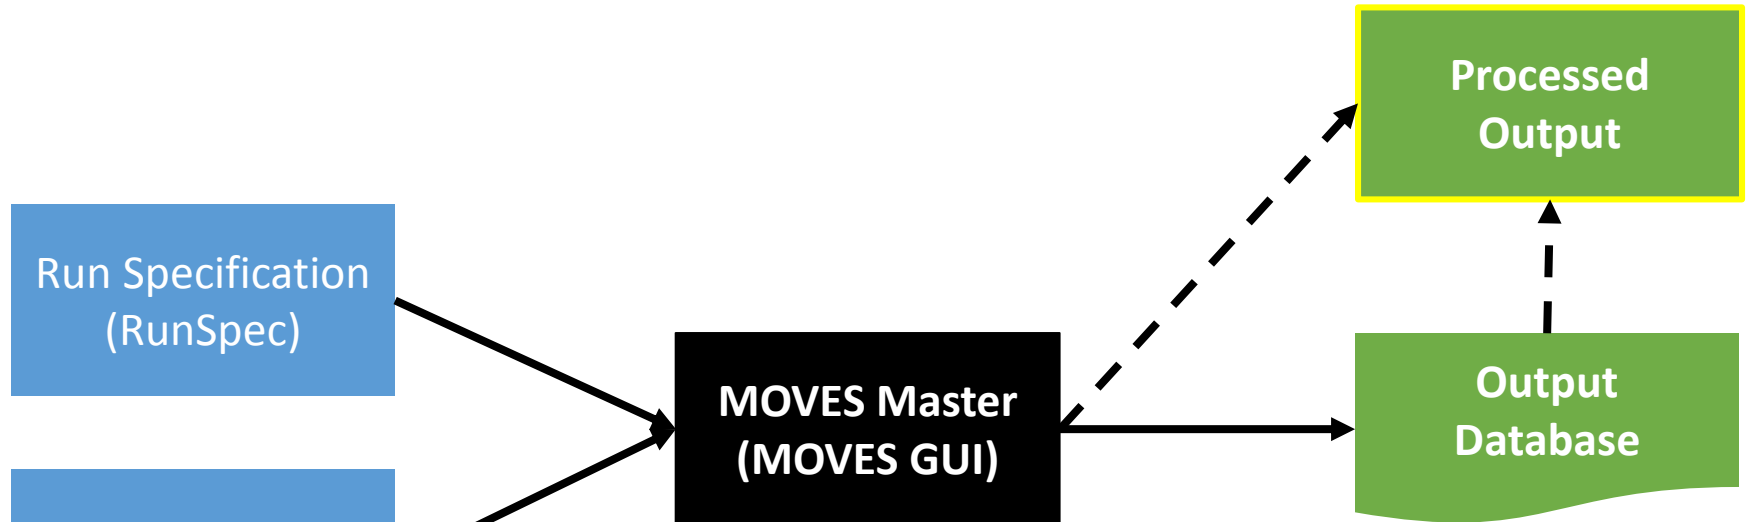 Processed
Output
Run Specification
(RunSpec)
MOVES Master
(MOVES GUI)
Output
Database